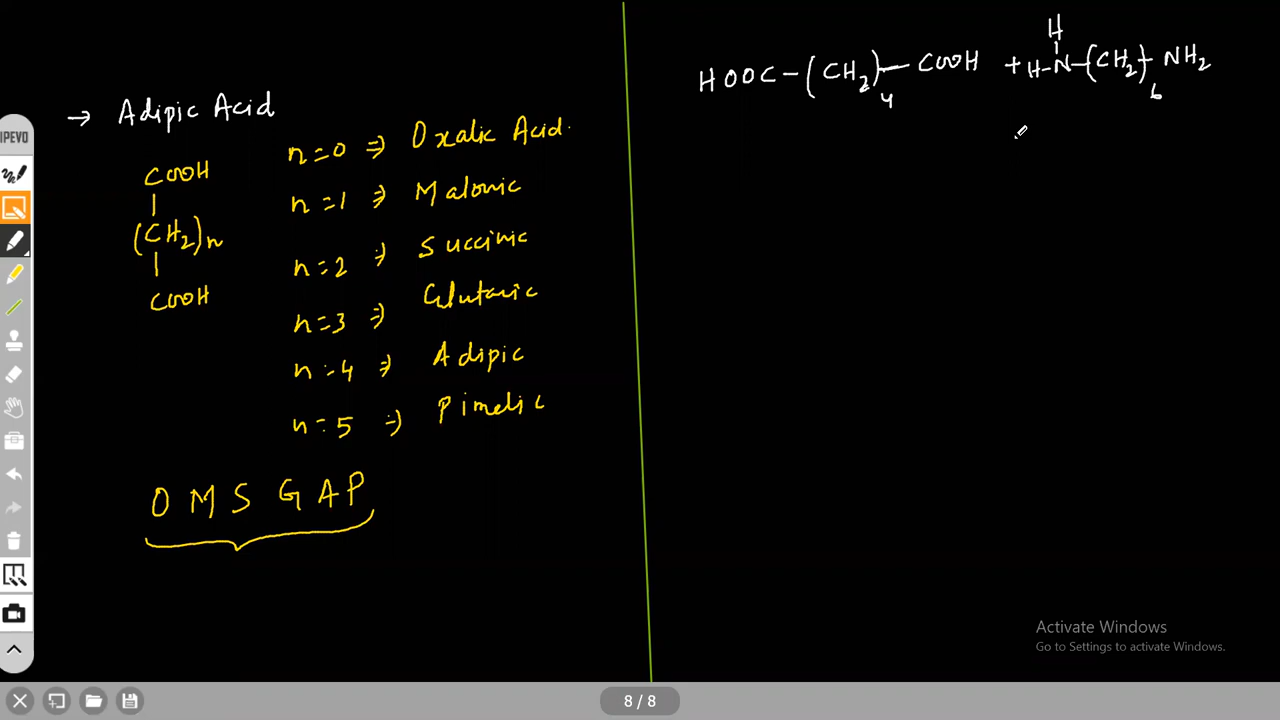 → Adipic Acid
COOH
(CH2)n
COOH
n=0 ⇒ Oxalic Acid.
n=1 ⇒ Malonic
n=2 ⇒ Succinic
n=3 ⇒ Glutaric
n=4 ⇒ Adipic
n=5 ⇒ Pimelic
O M S G A P
H
HOOC-(CH2)4-COOH + H-N-(CH2)6-NH2
IPEVO
Activate Windows
Go to Settings to activate Windows.
8 / 8